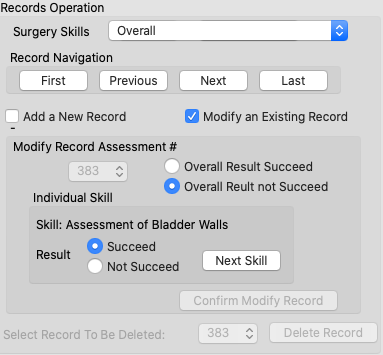 Records Operation
Surgery Skills Overall
Record Navigation
First Previous Next Last
Add a New Record Modify an Existing Record
-
Modify Record Assessment #
383 Overall Result Succeed
Overall Reult not Succeed
Individual Skill
Skill: Assessment of Bladder Walls
Result Succeed
Not Succeed Next Skill
Confirm Modify Record
Select Record To Be Deleted: 383 Delete Record